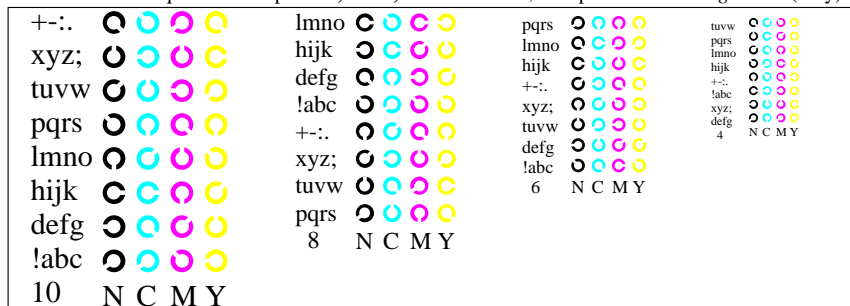 +-:.
xyz;
tuvw
pqrs
lmno
hijk
defg
!abc
10 N C M Y
lmno
hijk
defg
!abc
+-:.
xyz;
tuvw
pqrs
8 N C M Y
pqrs
lmno
hijk
+-:.
xyz;
tuvw
defg
!abc
6 N C M Y
tuvw
pqrs
lmno
hijk
+-:.
!abc
xyz;
defg
4 N C M Y